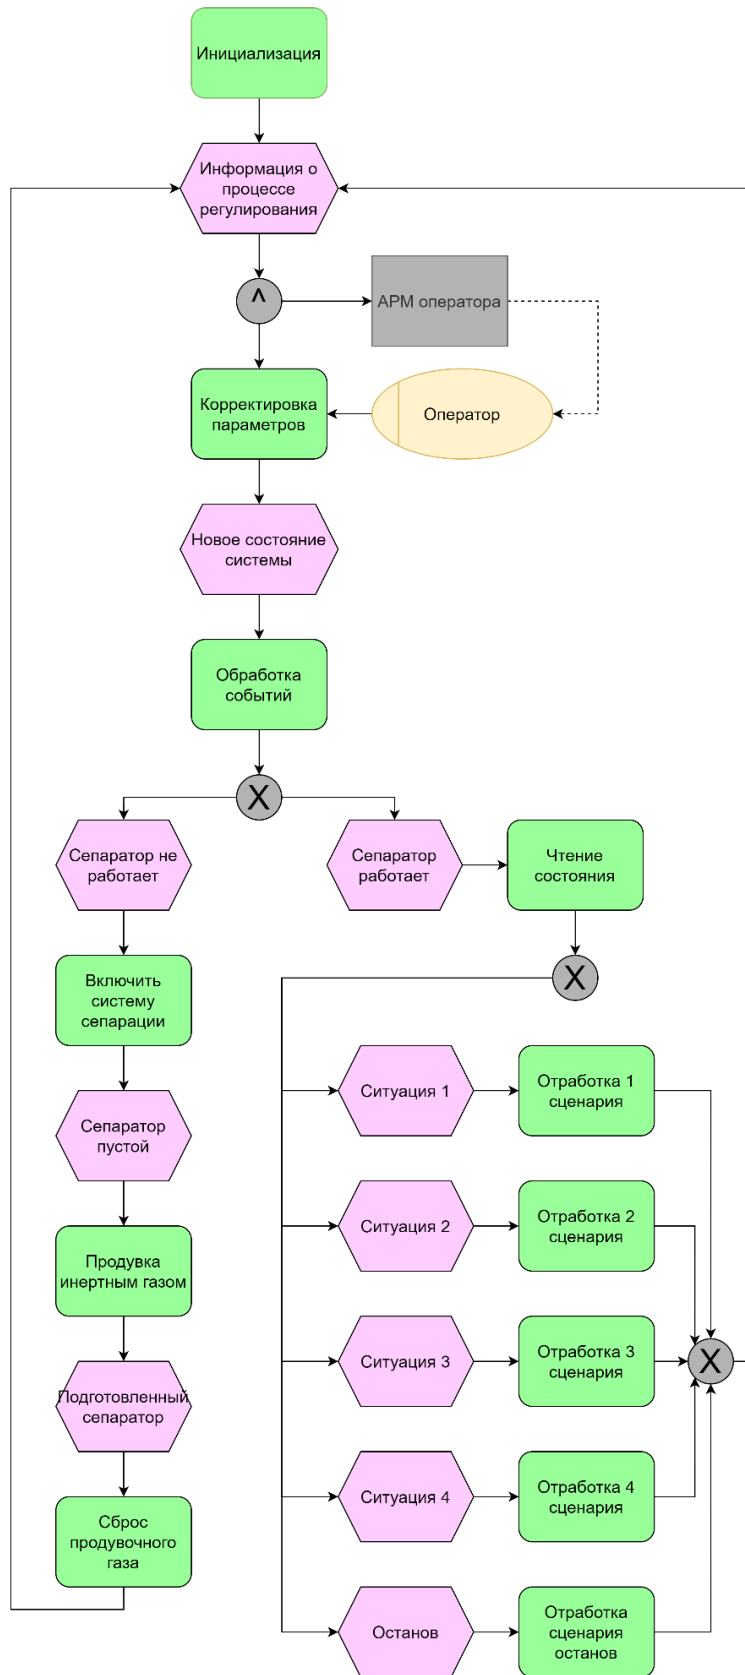 Инициализация
Информация о
процессе
регулирования
^
АРМ оператора
Корректировка
параметров
Оператор
Новое состояние
системы
Обработка
событий
X
Сепаратор не
работает
Сепаратор
работает
Чтение
состояния
Включить
систему
сепарации
X
Сепаратор
пустой
Ситуация 1
Отработка 1
сценария
Продувка
инертным газом
Ситуация 2
Отработка 2
сценария
Ситуация 3
Отработка 3
сценария
X
Подготовленный
сепаратор
Ситуация 4
Отработка 4
сценария
Сброс
продувочного
газа
Останов
Отработка
сценария
останов